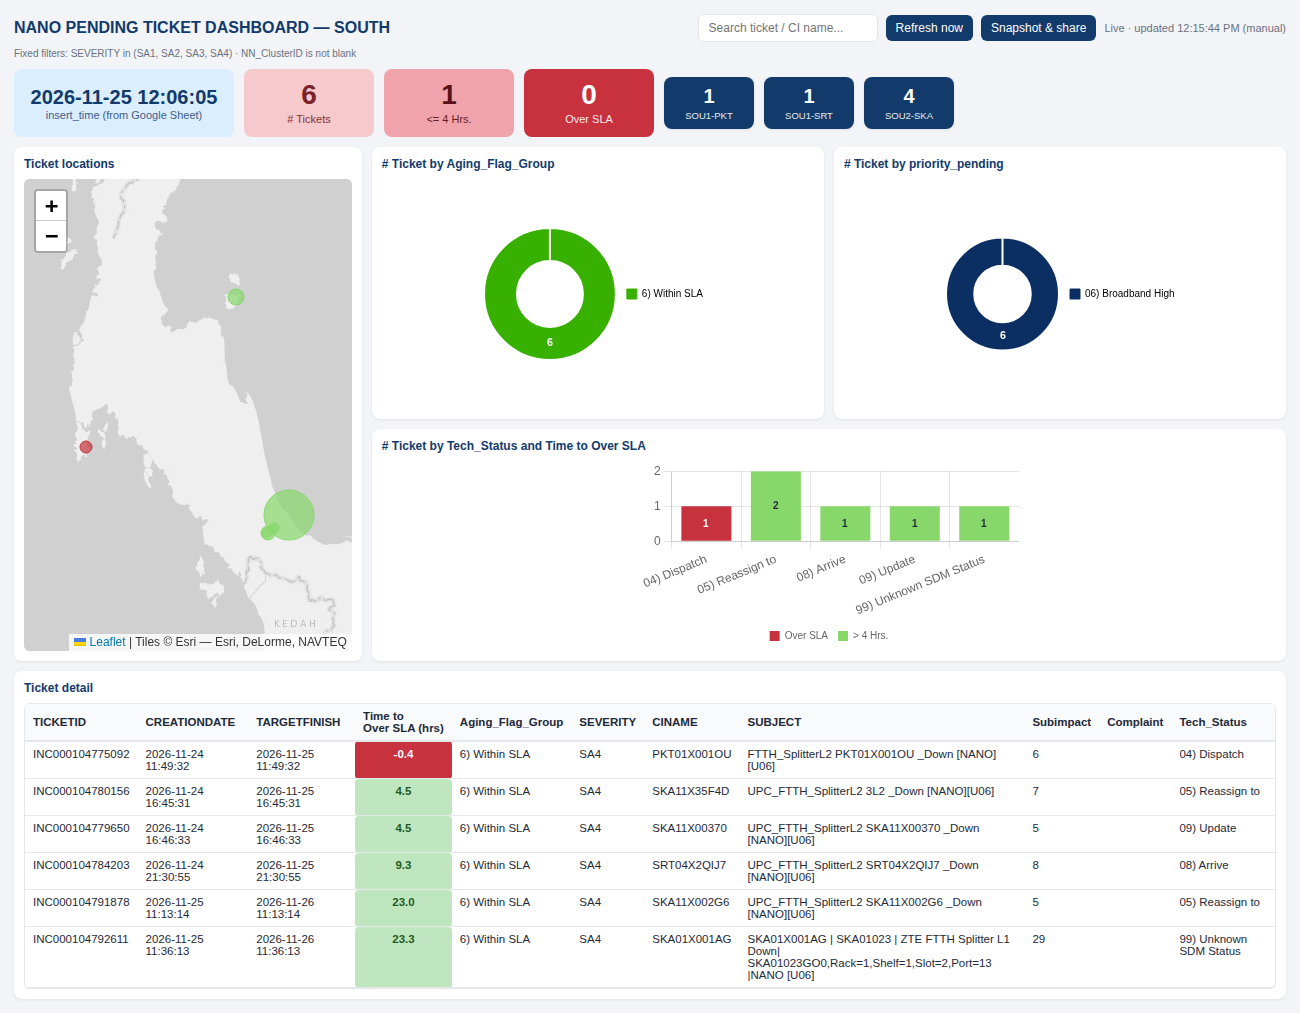 NANO PENDING TICKET DASHBOARD — SOUTH
Search ticket / CI name...
Refresh now
Snapshot & share
Live · updated 12:15:44 PM (manual)
Fixed filters: SEVERITY in (SA1, SA2, SA3, SA4) · NN_ClusterID is not blank
2026-11-25 12:06:05
insert_time (from Google Sheet)
6
# Tickets
1
<= 4 Hrs.
0
Over SLA
1
SOU1-PKT
1
SOU1-SRT
4
SOU2-SKA
Ticket locations
+
−
KEDAH
Leaflet | Tiles © Esri — Esri, DeLorme, NAVTEQ
# Ticket by Aging_Flag_Group
6
6) Within SLA
# Ticket by priority_pending
6
06) Broadband High
# Ticket by Tech_Status and Time to Over SLA
2
1
0
1
2
1
1
1
04) Dispatch
05) Reassign to
08) Arrive
09) Update
99) Unknown SDM Status
Over SLA
> 4 Hrs.
Ticket detail
TICKETID CREATIONDATE TARGETFINISH Time to Over SLA (hrs) Aging_Flag_Group SEVERITY CINAME SUBJECT Subimpact Complaint Tech_Status
INC000104775092 2026-11-24 11:49:32 2026-11-25 11:49:32 -0.4 6) Within SLA SA4 PKT01X001OU FTTH_SplitterL2 PKT01X001OU _Down [NANO][U06] 6 04) Dispatch
INC000104780156 2026-11-24 16:45:31 2026-11-25 16:45:31 4.5 6) Within SLA SA4 SKA11X35F4D UPC_FTTH_SplitterL2 3L2 _Down [NANO][U06] 7 05) Reassign to
INC000104779650 2026-11-24 16:46:33 2026-11-25 16:46:33 4.5 6) Within SLA SA4 SKA11X00370 UPC_FTTH_SplitterL2 SKA11X00370 _Down [NANO][U06] 5 09) Update
INC000104784203 2026-11-24 21:30:55 2026-11-25 21:30:55 9.3 6) Within SLA SA4 SRT04X2QIJ7 UPC_FTTH_SplitterL2 SRT04X2QIJ7 _Down [NANO][U06] 8 08) Arrive
INC000104791878 2026-11-25 11:13:14 2026-11-26 11:13:14 23.0 6) Within SLA SA4 SKA11X002G6 UPC_FTTH_SplitterL2 SKA11X002G6 _Down [NANO][U06] 5 05) Reassign to
INC000104792611 2026-11-25 11:36:13 2026-11-26 11:36:13 23.3 6) Within SLA SA4 SKA01X001AG SKA01X001AG | SKA01023 | ZTE FTTH Splitter L1 Down| SKA01023GO0,Rack=1,Shelf=1,Slot=2,Port=13 |NANO [U06] 29 99) Unknown SDM Status